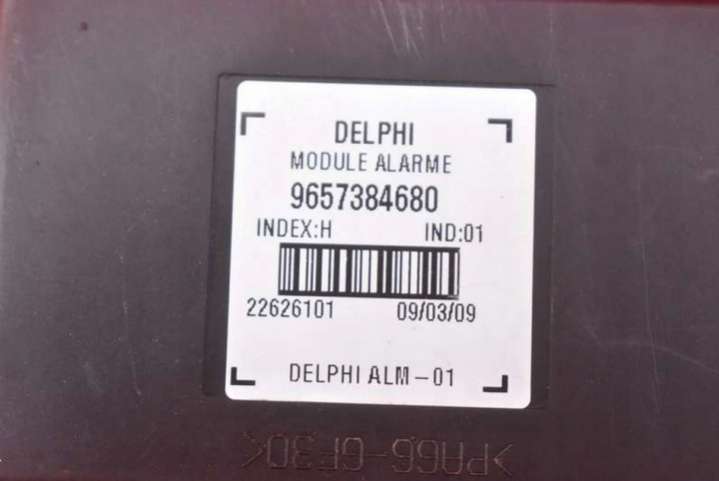 DELPHI
MODULE ALARME
9657384680
INDEX:H IND:01
22626101 09/03/09
DELPHI ALM-01
>PA66-GF30<